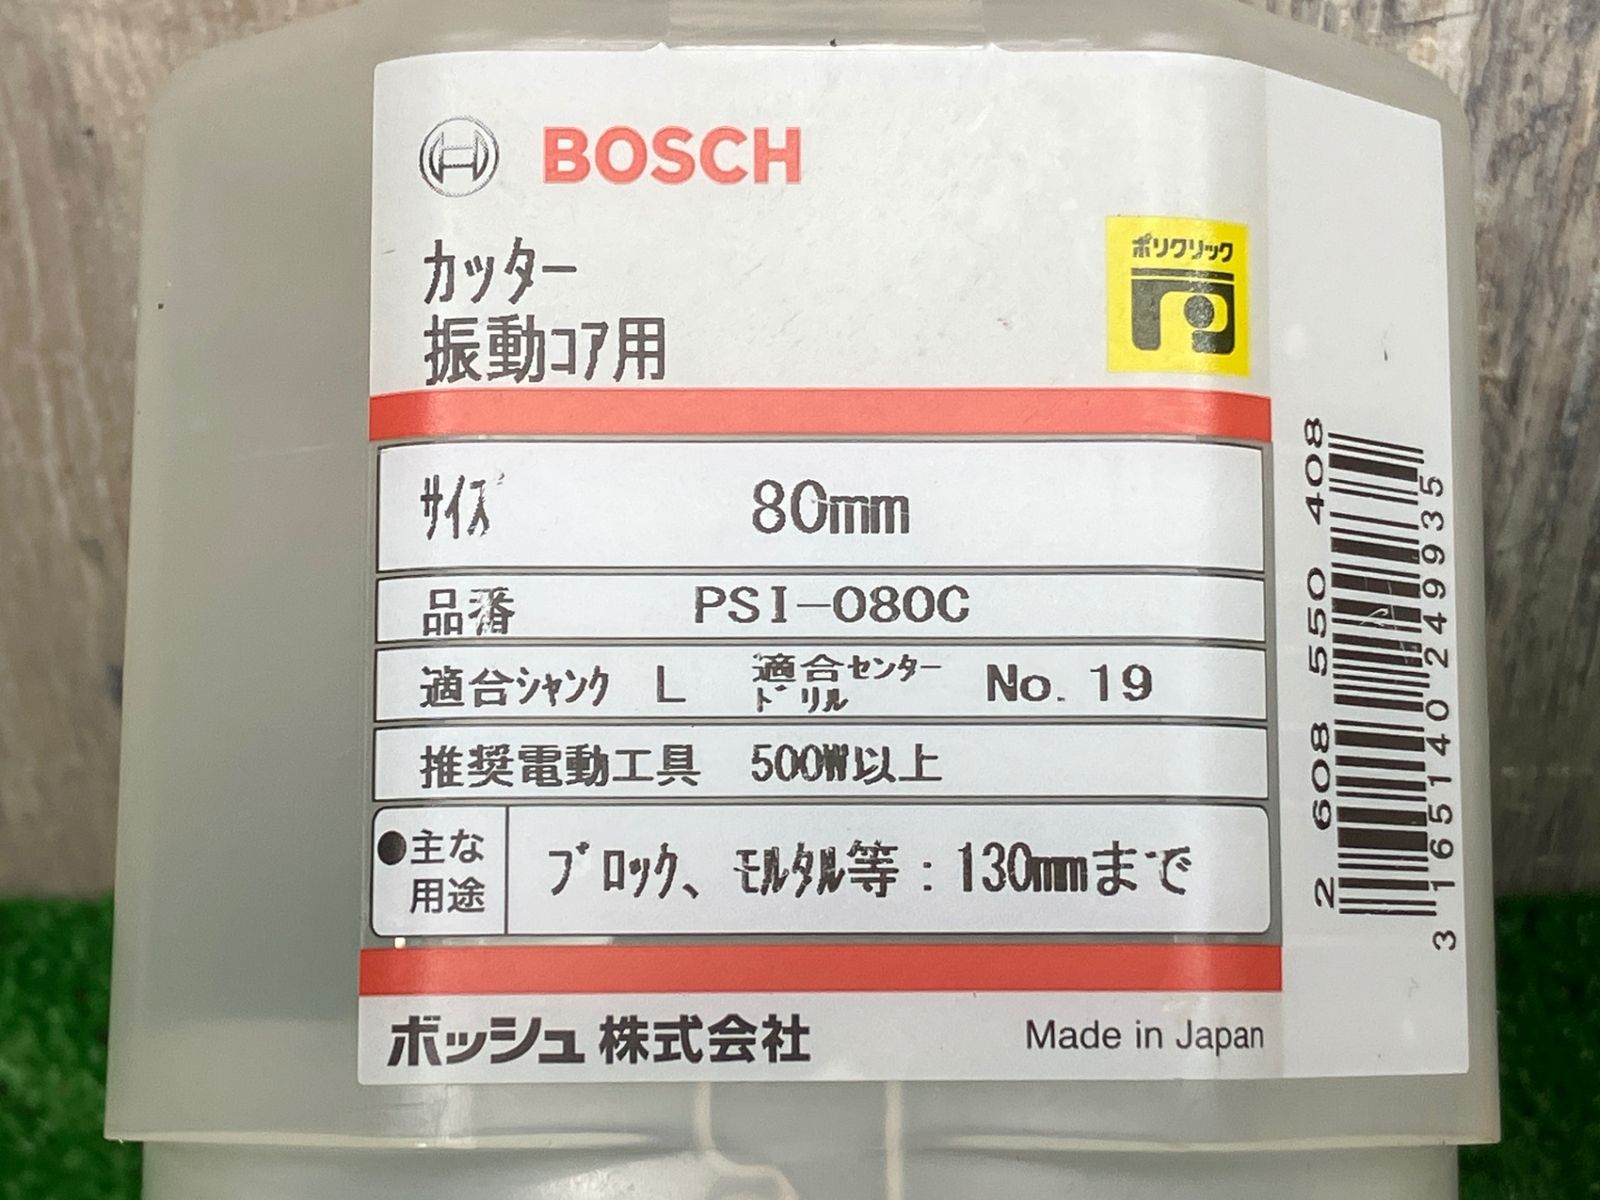 BOSCH
カッター
振動コア用
ポリクリック
サイズ 80mm
品番 PSI-080C
適合シャンク L 適合センタードリル No.19
推奨電動工具 500W以上
●主な用途 ブロック、モルタル等:130mmまで
ボッシュ株式会社 Made in Japan
2 608 550 408
3 165140 249935